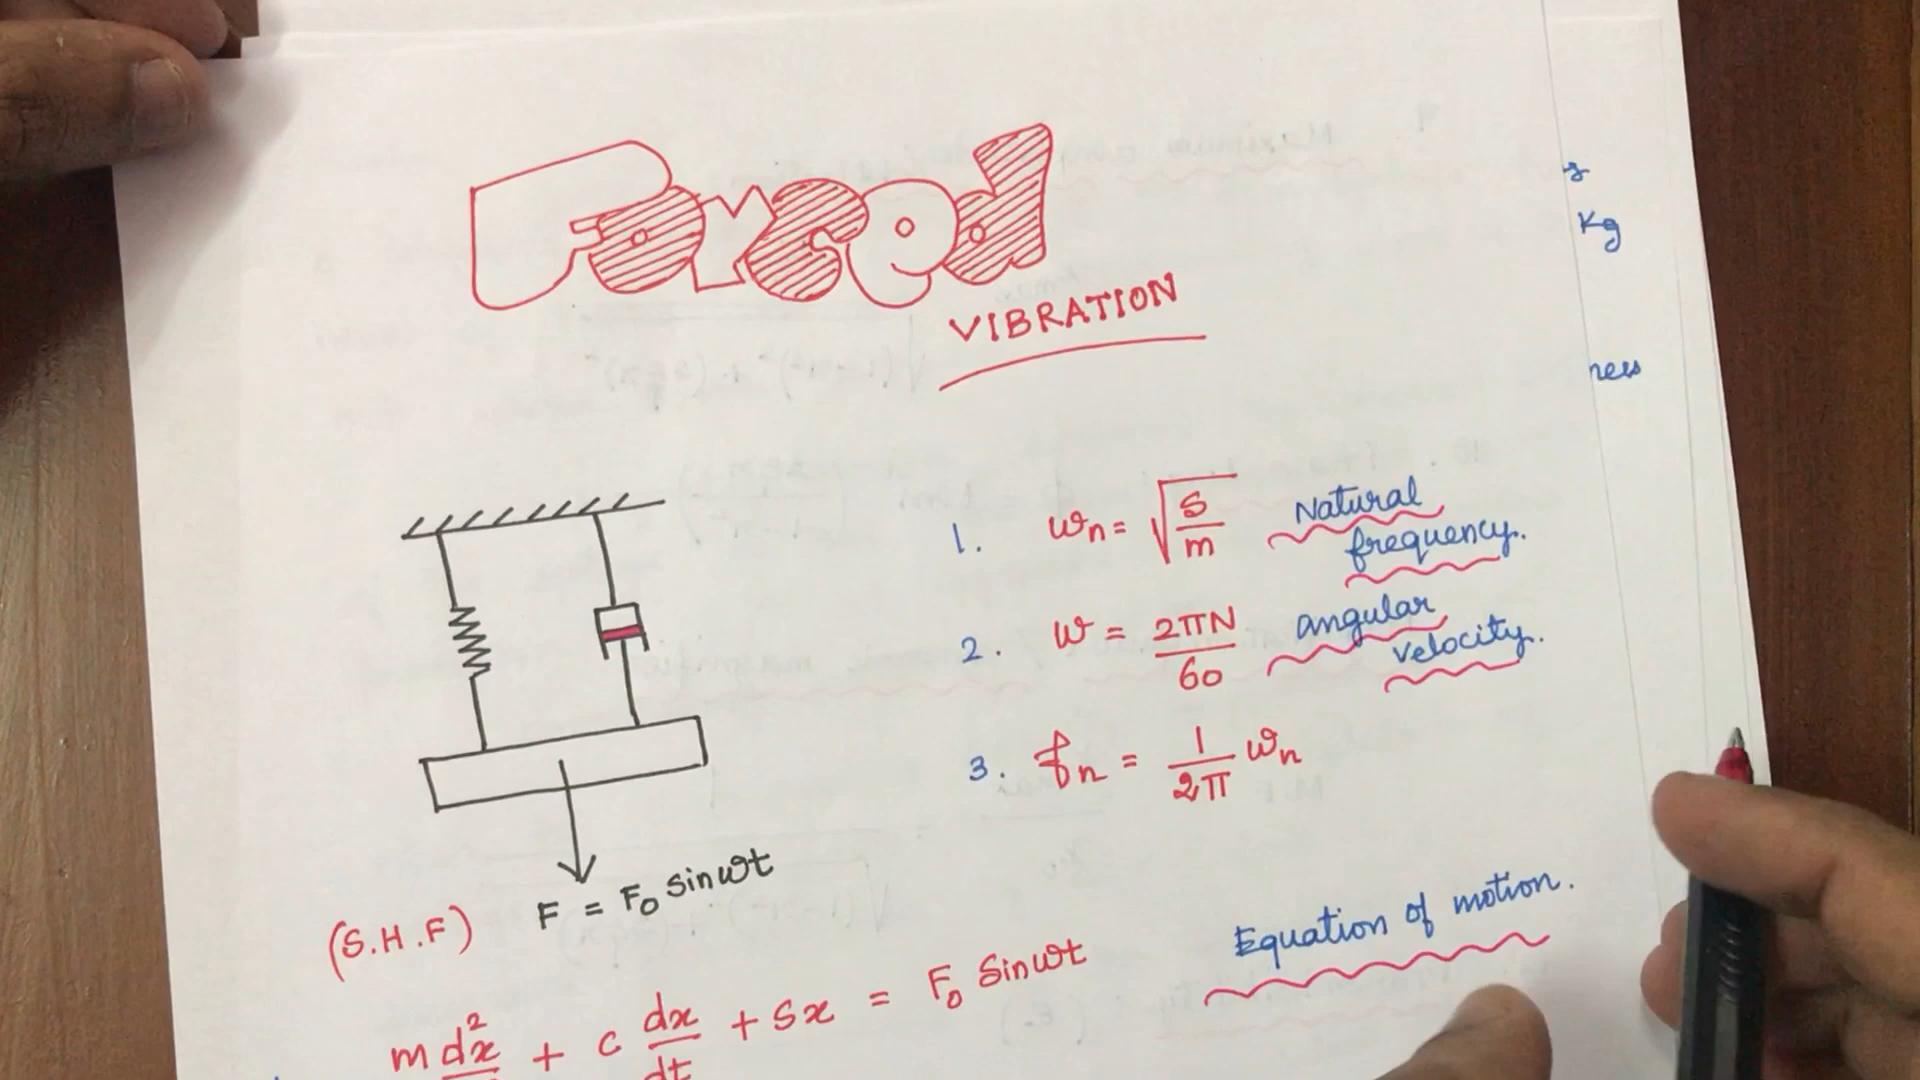 Forced
VIBRATION
s
Kg
ness
1. ωn = √(s/m) Natural frequency.
2. ω = 2πN/60 angular velocity.
3. fn = 1/2π ωn
(S.H.F) F = F₀ sinωt
m d²x + c dx/dt + sx = F₀ sinωt Equation of motion.